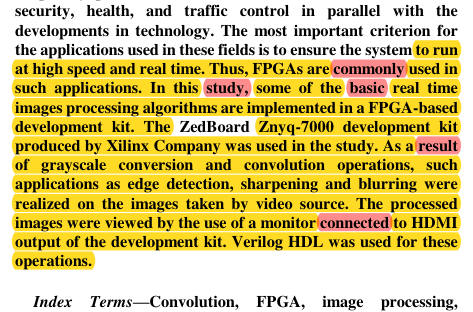 security, health, and traffic control in parallel with the
developments in technology. The most important criterion for
the applications used in these fields is to ensure the system to run
at high speed and real time. Thus, FPGAs are commonly used in
such applications. In this study, some of the basic real time
images processing algorithms are implemented in a FPGA-based
development kit. The ZedBoard Znyq-7000 development kit
produced by Xilinx Company was used in the study. As a result
of grayscale conversion and convolution operations, such
applications as edge detection, sharpening and blurring were
realized on the images taken by video source. The processed
images were viewed by the use of a monitor connected to HDMI
output of the development kit. Verilog HDL was used for these
operations.
Index Terms—Convolution, FPGA, image processing,